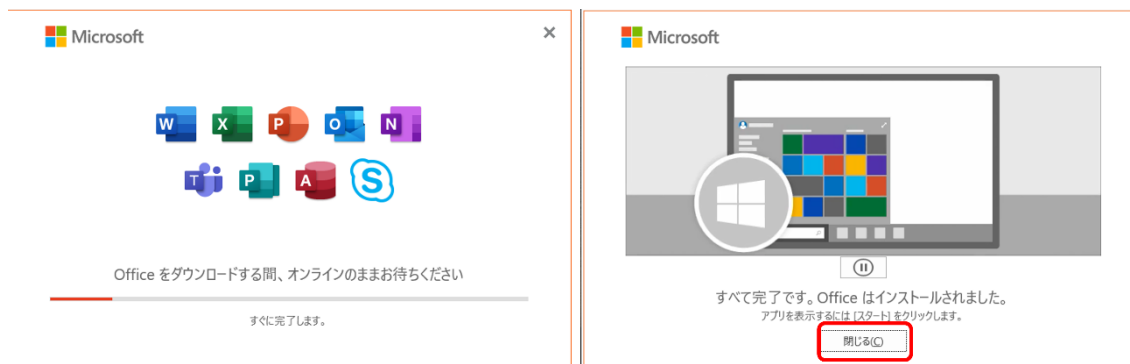 Microsoft
W X P O N
T P A S
Office をダウンロードする間、オンラインのままお待ちください
すぐに完了します。
Microsoft
すべて完了です。Office はインストールされました。
アプリを表示するには [スタート] をクリックします。
閉じる(C)